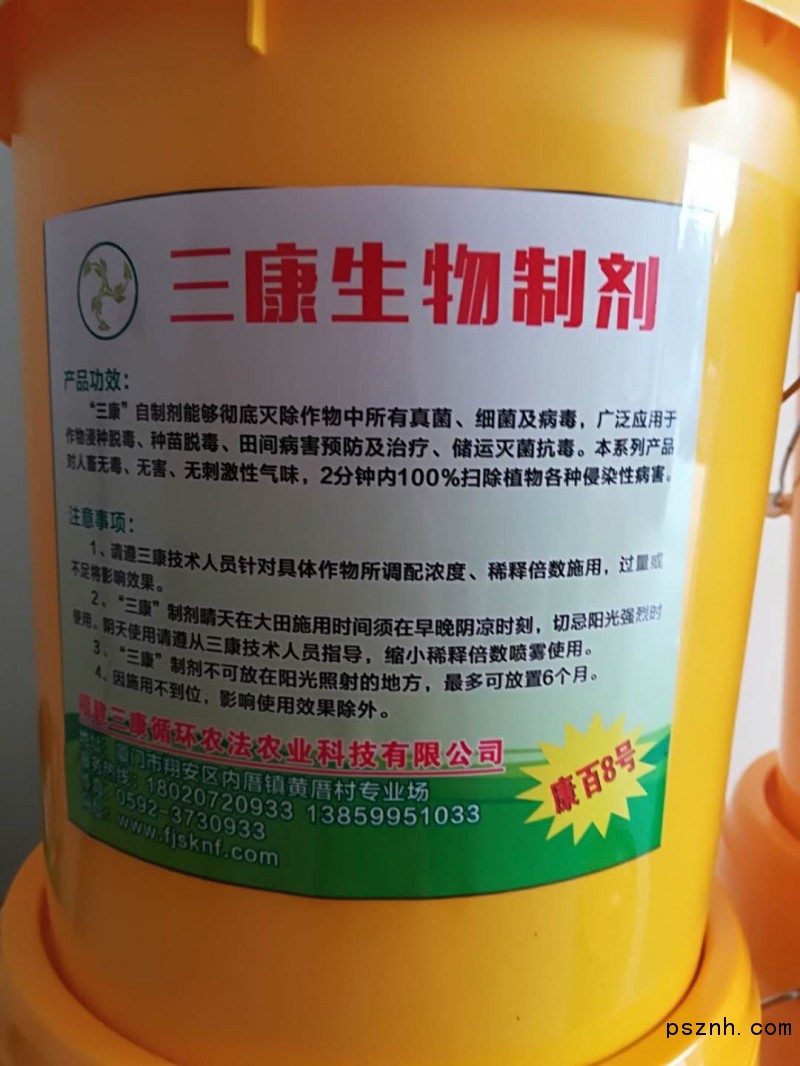 三康生物制剂
产品功效：
“三康”自制剂能够彻底灭除作物中所有真菌、细菌及病毒，广泛应用于
作物浸种脱毒、种苗脱毒、田间病害预防及治疗、储运灭菌抗毒。本系列产品
对人畜无毒、无害、无刺激性气味，2分钟内100%扫除植物各种侵染性病害。
注意事项：
1、请遵三康技术人员针对具体作物所调配浓度、稀释倍数施用，过量或
不足将影响效果。
2、“三康”制剂晴天在大田施用时间须在早晚阴凉时刻，切忌阳光强烈时
使用。阴天使用请遵从三康技术人员指导，缩小稀释倍数喷雾使用。
3、“三康”制剂不可放在阳光照射的地方，最多可放置6个月。
4、因施用不到位，影响使用效果除外。
福建三康循环农法农业科技有限公司
地址：厦门市翔安区内厝镇黄厝村专业场
服务热线：18020720933 13859951033
0592-3730933
www.fjsknf.com
康百8号
psznh.com